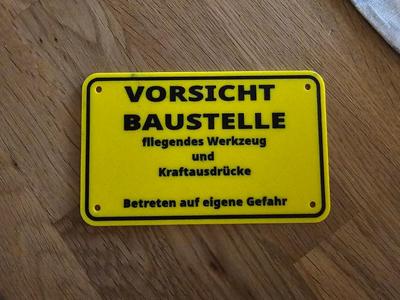 VORSICHT
BAUSTELLE
fliegendes Werkzeug
und
Kraftausdrücke
Betreten auf eigene Gefahr